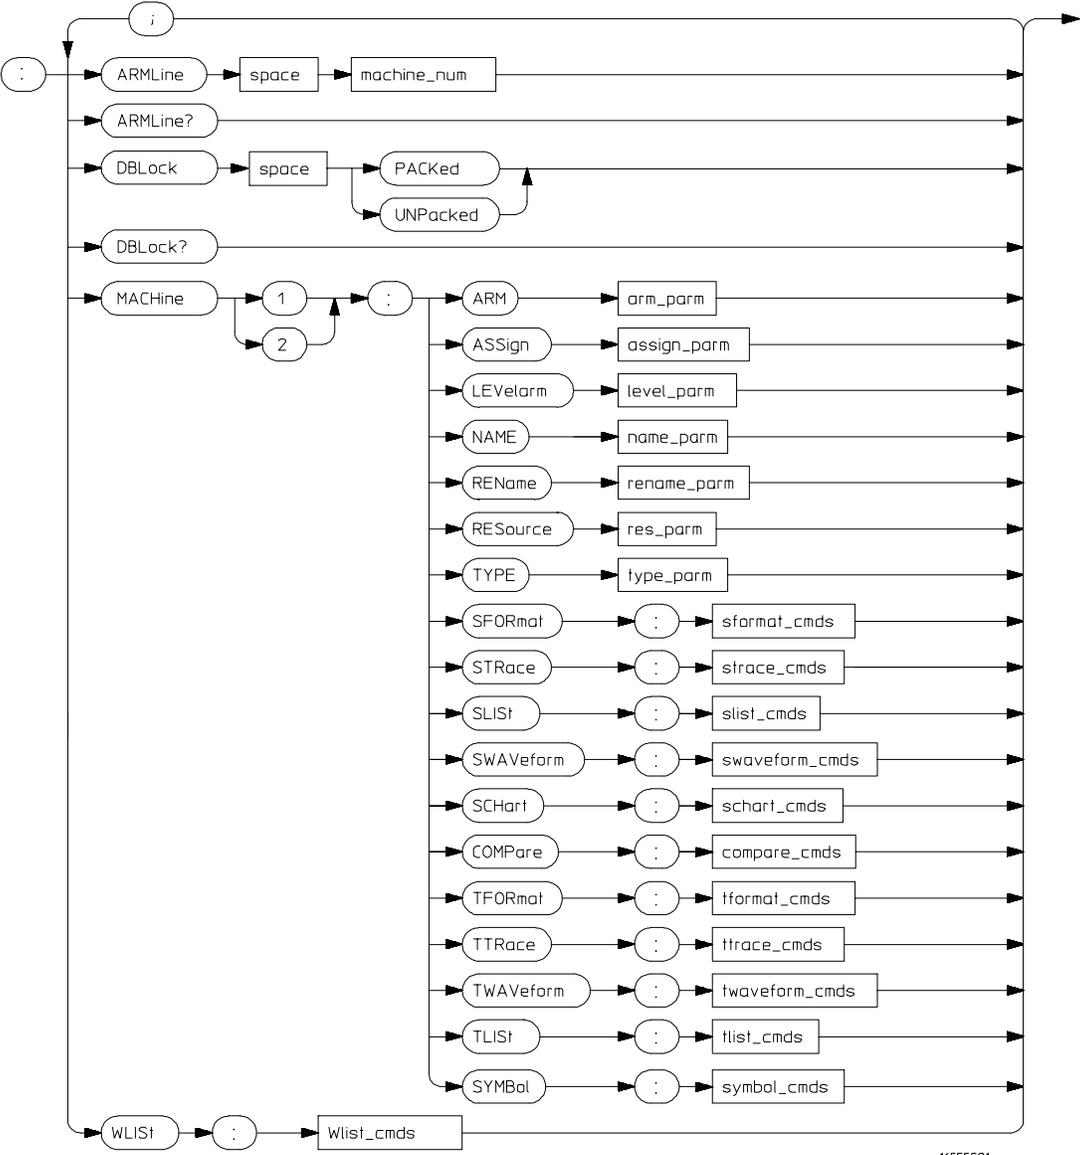 ;
: ARMLine space machine_num
ARMLine?
DBLock space PACKed
UNPacked
DBLock?
MACHine 1 : ARM arm_parm
2 ASSign assign_parm
LEVelarm level_parm
NAME name_parm
REName rename_parm
RESource res_parm
TYPE type_parm
SFORmat : sformat_cmds
STRace : strace_cmds
SLISt : slist_cmds
SWAVeform : swaveform_cmds
SCHart : schart_cmds
COMPare : compare_cmds
TFORmat : tformat_cmds
TTRace : ttrace_cmds
TWAVeform : twaveform_cmds
TLISt : tlist_cmds
SYMBol : symbol_cmds
WLISt : Wlist_cmds